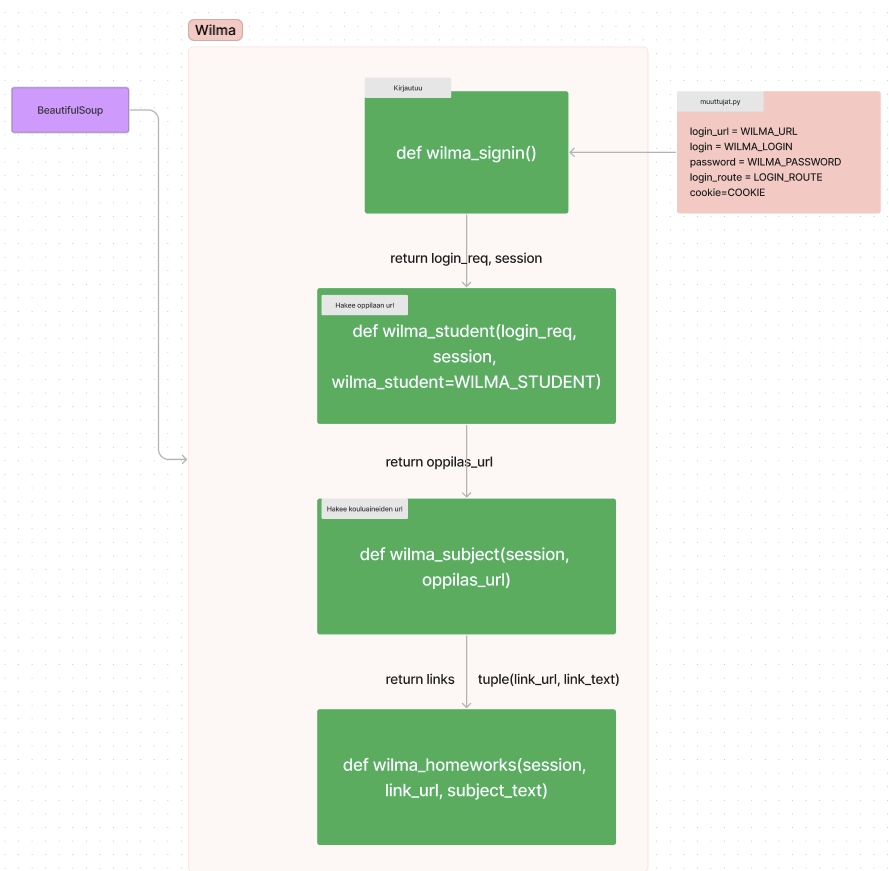 Wilma
BeautifulSoup
Kirjautuu
def wilma_signin()
muuttujat.py
login_url = WILMA_URL
login = WILMA_LOGIN
password = WILMA_PASSWORD
login_route = LOGIN_ROUTE
cookie=COOKIE
return login_req, session
Hakee oppilaan url
def wilma_student(login_req,
session,
wilma_student=WILMA_STUDENT)
return oppilas_url
Hakee kouluaineiden url
def wilma_subject(session,
oppilas_url)
return links
tuple(link_url, link_text)
def wilma_homeworks(session,
link_url, subject_text)